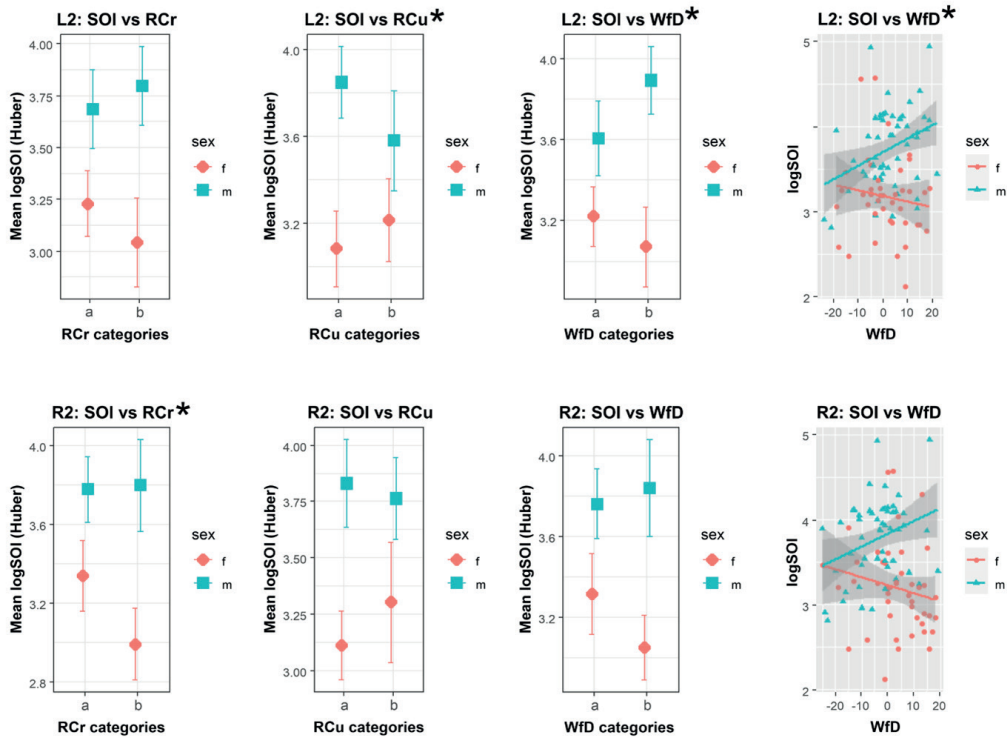 L2: SOI vs RCr
Mean logSOI (Huber)
4.00
3.75
3.50
3.25
3.00
a
b
RCr categories
sex
f
m
L2: SOI vs RCu*
Mean logSOI (Huber)
4.0
3.6
3.2
a
b
RCu categories
sex
f
m
L2: SOI vs WfD*
Mean logSOI (Huber)
4.0
3.6
3.2
a
b
WfD categories
sex
f
m
L2: SOI vs WfD*
logSOI
5
4
3
2
-20
-10
0
10
20
WfD
sex
f
m
R2: SOI vs RCr*
Mean logSOI (Huber)
4.0
3.6
3.2
2.8
a
b
RCr categories
sex
f
m
R2: SOI vs RCu
Mean logSOI (Huber)
4.00
3.75
3.50
3.25
3.00
a
b
RCu categories
sex
f
m
R2: SOI vs WfD
Mean logSOI (Huber)
4.0
3.6
3.2
a
b
WfD categories
sex
f
m
R2: SOI vs WfD
logSOI
5
4
3
2
-20
-10
0
10
20
WfD
sex
f
m